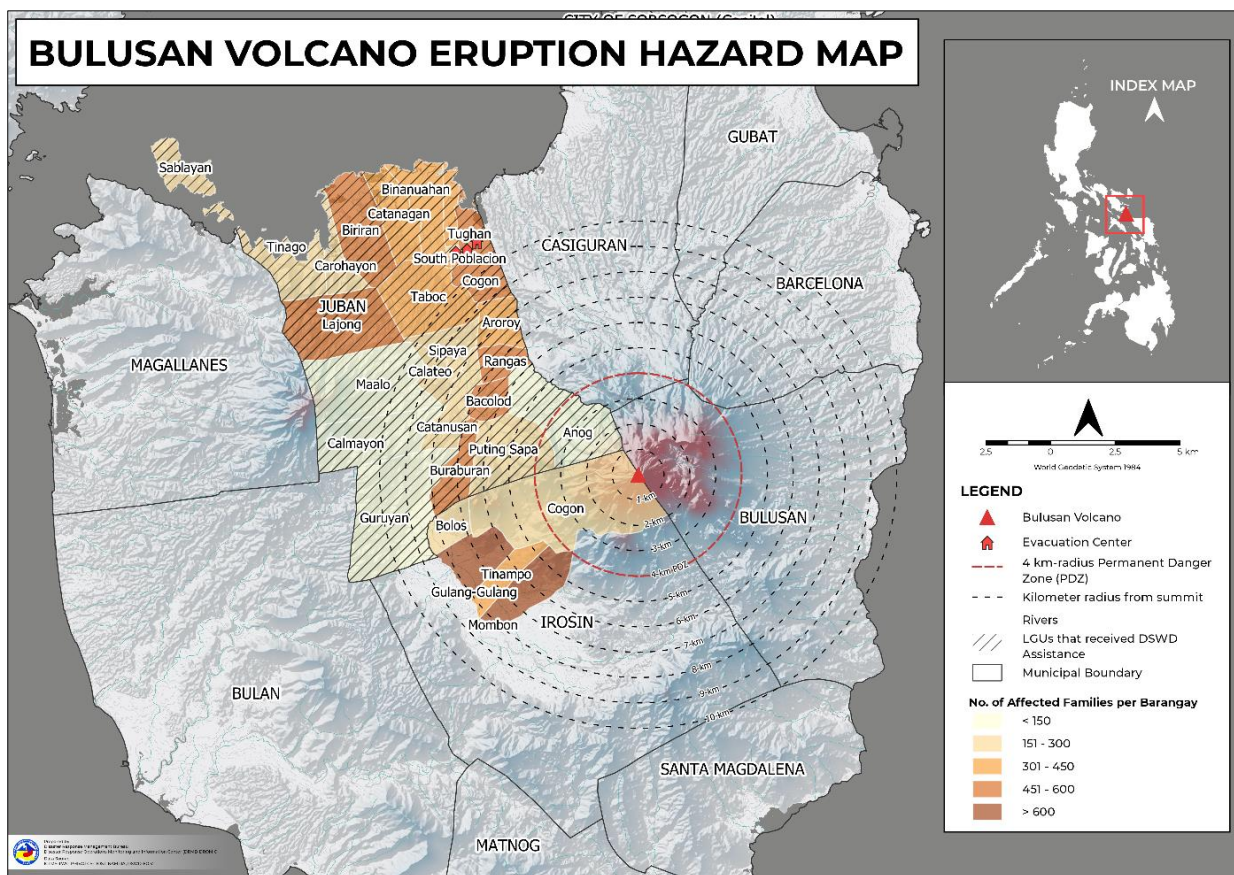 BULUSAN VOLCANO ERUPTION HAZARD MAP
INDEX MAP
GUBAT
Sablayan
Binanuahan
Catanagan
Biriran
Tughan
Tinago
CASIGURAN
South Poblacion
Carohayon
Cogon
BARCELONA
Taboc
JUBAN
Lajong
Aroroy
Sipaya
Rangas
MAGALLANES
Calateo
Maalo
Bacolod
Catanusan
Anog
Calmayon
Puting Sapa
Buraburan
1-km
Cogon
Guruyan
Bolos
2-km
BULUSAN
3-km
4-km PDZ
Tinampo
Gulang-Gulang
5-km
Mombon
IROSIN
6-km
7-km
8-km
9-km
10-km
BULAN
SANTA MAGDALENA
MATNOG
2.5 0 2.5 5 km
World Geodetic System 1984
LEGEND
Bulusan Volcano
Evacuation Center
4 km-radius Permanent Danger
Zone (PDZ)
Kilometer radius from summit
Rivers
LGUs that received DSWD
Assistance
Municipal Boundary
No. of Affected Families per Barangay
< 150
151 - 300
301 - 450
451 - 600
> 600